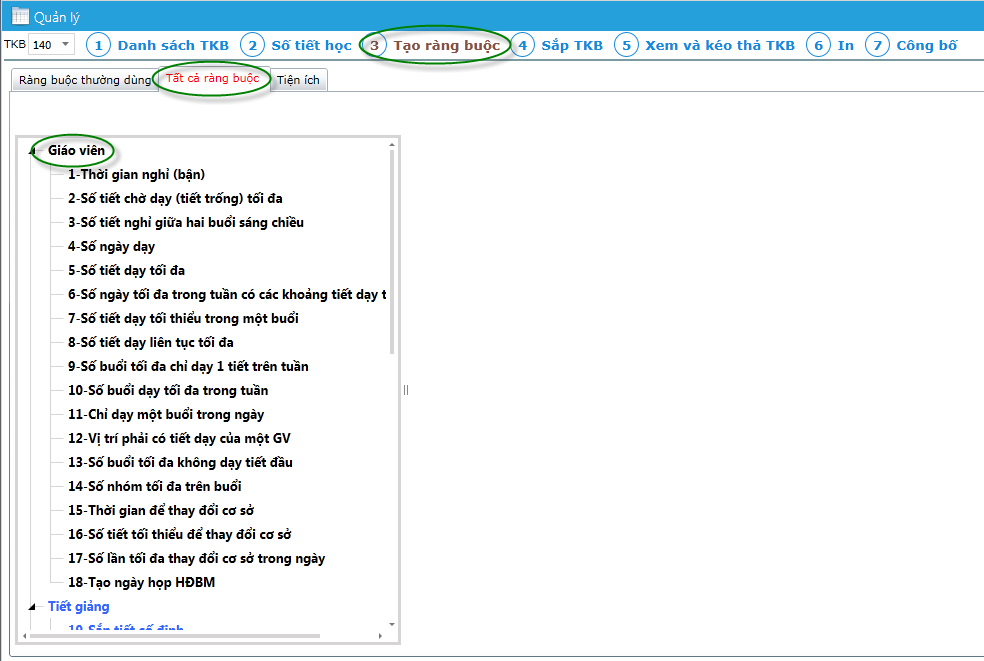 Quản lý
TKB 140 1 Danh sách TKB 2 Số tiết học 3 Tạo ràng buộc 4 Sắp TKB 5 Xem và kéo thả TKB 6 In 7 Công bố
Ràng buộc thường dùng Tất cả ràng buộc Tiện ích
Giáo viên
1-Thời gian nghỉ (bận)
2-Số tiết chờ dạy (tiết trống) tối đa
3-Số tiết nghỉ giữa hai buổi sáng chiều
4-Số ngày dạy
5-Số tiết dạy tối đa
6-Số ngày tối đa trong tuần có các khoảng tiết dạy t
7-Số tiết dạy tối thiểu trong một buổi
8-Số tiết dạy liên tục tối đa
9-Số buổi tối đa chỉ dạy 1 tiết trên tuần
10-Số buổi dạy tối đa trong tuần
11-Chỉ dạy một buổi trong ngày
12-Vị trí phải có tiết dạy của một GV
13-Số buổi tối đa không dạy tiết đầu
14-Số nhóm tối đa trên buổi
15-Thời gian để thay đổi cơ sở
16-Số tiết tối thiểu để thay đổi cơ sở
17-Số lần tối đa thay đổi cơ sở trong ngày
18-Tạo ngày họp HĐBM
Tiết giảng
19-Sắp tiết cố định